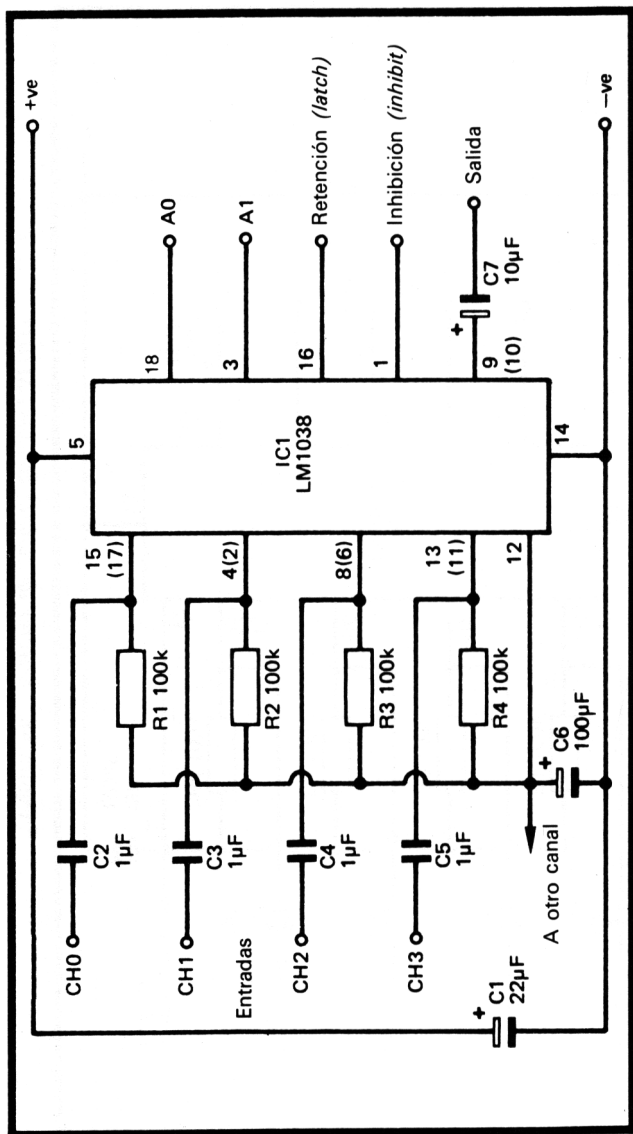 +ve
A0
A1
Retención (latch)
Inhibición (inhibit)
Salida
+
C7
10µF
–ve
18
3
16
1
9
(10)
5
IC1
LM1038
14
15
(17)
4(2)
8(6)
13
(11)
12
R1 100k
R2 100k
R3 100k
R4 100k
+
C6
100µF
C2
1µF
C3
1µF
C4
1µF
C5
1µF
A otro canal
CH0
CH1
Entradas
CH2
CH3
+
C1
22µF